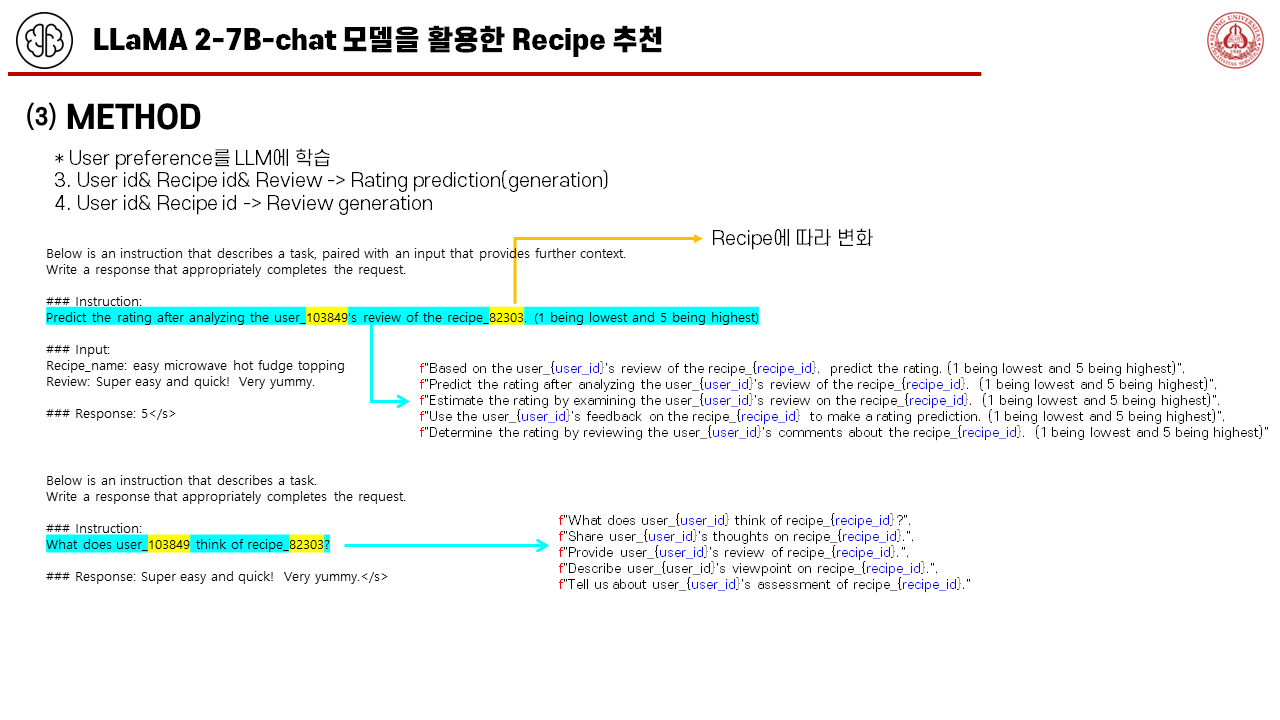 LLaMA 2-7B-chat 모델을 활용한 Recipe 추천
(3) METHOD
* User preference를 LLM에 학습
3. User id& Recipe id& Review -> Rating prediction(generation)
4. User id& Recipe id -> Review generation
Recipe에 따라 변화
Below is an instruction that describes a task, paired with an input that provides further context.
Write a response that appropriately completes the request.
### Instruction:
Predict the rating after analyzing the user_103849's review of the recipe_82303. (1 being lowest and 5 being highest)
### Input:
Recipe_name: easy microwave hot fudge topping
Review: Super easy and quick! Very yummy.
### Response: 5</s>
f"Based on the user_{user_id}'s review of the recipe_{recipe_id}, predict the rating. (1 being lowest and 5 being highest)",
f"Predict the rating after analyzing the user_{user_id}'s review of the recipe_{recipe_id}. (1 being lowest and 5 being highest)",
f"Estimate the rating by examining the user_{user_id}'s review on the recipe_{recipe_id}. (1 being lowest and 5 being highest)",
f"Use the user_{user_id}'s feedback on the recipe_{recipe_id} to make a rating prediction. (1 being lowest and 5 being highest)",
f"Determine the rating by reviewing the user_{user_id}'s comments about the recipe_{recipe_id}. (1 being lowest and 5 being highest)"
Below is an instruction that describes a task.
Write a response that appropriately completes the request.
### Instruction:
What does user_103849 think of recipe_82303?
### Response: Super easy and quick! Very yummy.</s>
f"What does user_{user_id} think of recipe_{recipe_id}?",
f"Share user_{user_id}'s thoughts on recipe_{recipe_id}.",
f"Provide user_{user_id}'s review of recipe_{recipe_id}.",
f"Describe user_{user_id}'s viewpoint on recipe_{recipe_id}.",
f"Tell us about user_{user_id}'s assessment of recipe_{recipe_id}."